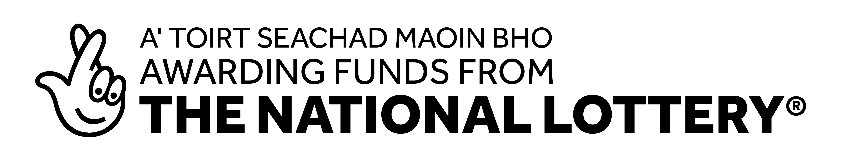 A' TOIRT SEACHAD MAOIN BHO
AWARDING FUNDS FROM
THE NATIONAL LOTTERY®